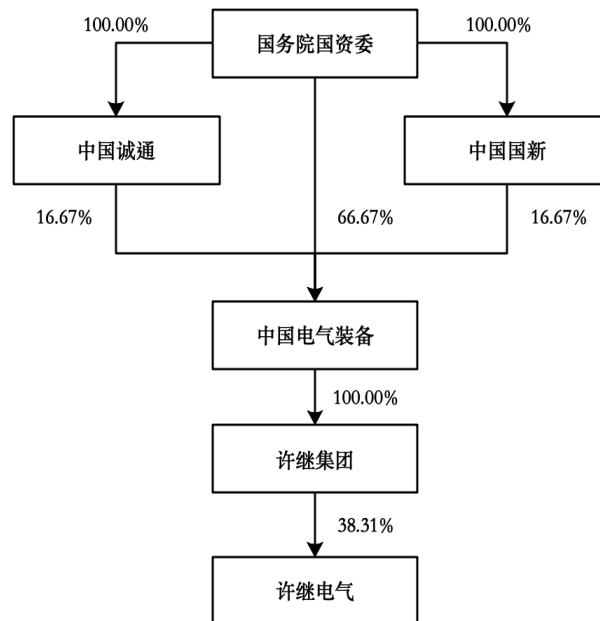 100.00%
国务院国资委
100.00%
中国诚通
中国国新
16.67%
66.67%
16.67%
中国电气装备
100.00%
许继集团
38.31%
许继电气